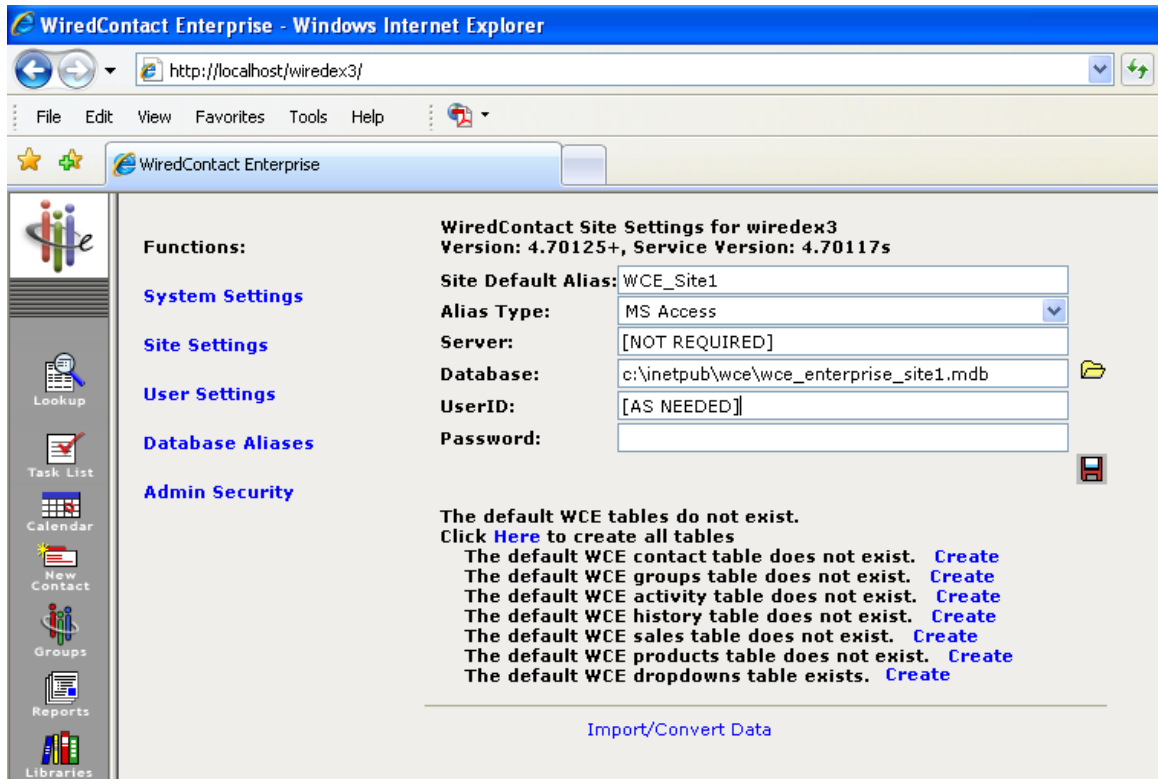 WiredContact Enterprise - Windows Internet Explorer
http://localhost/wiredex3/
File Edit View Favorites Tools Help
WiredContact Enterprise
e
Lookup
Task List
Calendar
New Contact
Groups
Reports
Libraries
Functions:
System Settings
Site Settings
User Settings
Database Aliases
Admin Security
WiredContact Site Settings for wiredex3
Version: 4.70125+, Service Version: 4.70117s
Site Default Alias: WCE_Site1
Alias Type: MS Access
Server: [NOT REQUIRED]
Database: c:\inetpub\wce\wce_enterprise_site1.mdb
UserID: [AS NEEDED]
Password:
The default WCE tables do not exist.
Click Here to create all tables
The default WCE contact table does not exist. Create
The default WCE groups table does not exist. Create
The default WCE activity table does not exist. Create
The default WCE history table does not exist. Create
The default WCE sales table does not exist. Create
The default WCE products table does not exist. Create
The default WCE dropdowns table exists. Create
Import/Convert Data